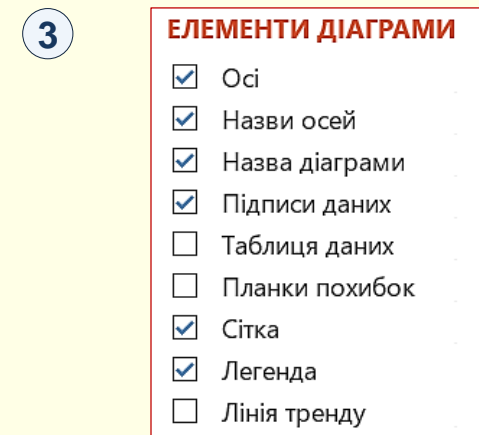 3
ЕЛЕМЕНТИ ДІАГРАМИ
Осі
Назви осей
Назва діаграми
Підписи даних
Таблиця даних
Планки похибок
Сітка
Легенда
Лінія тренду